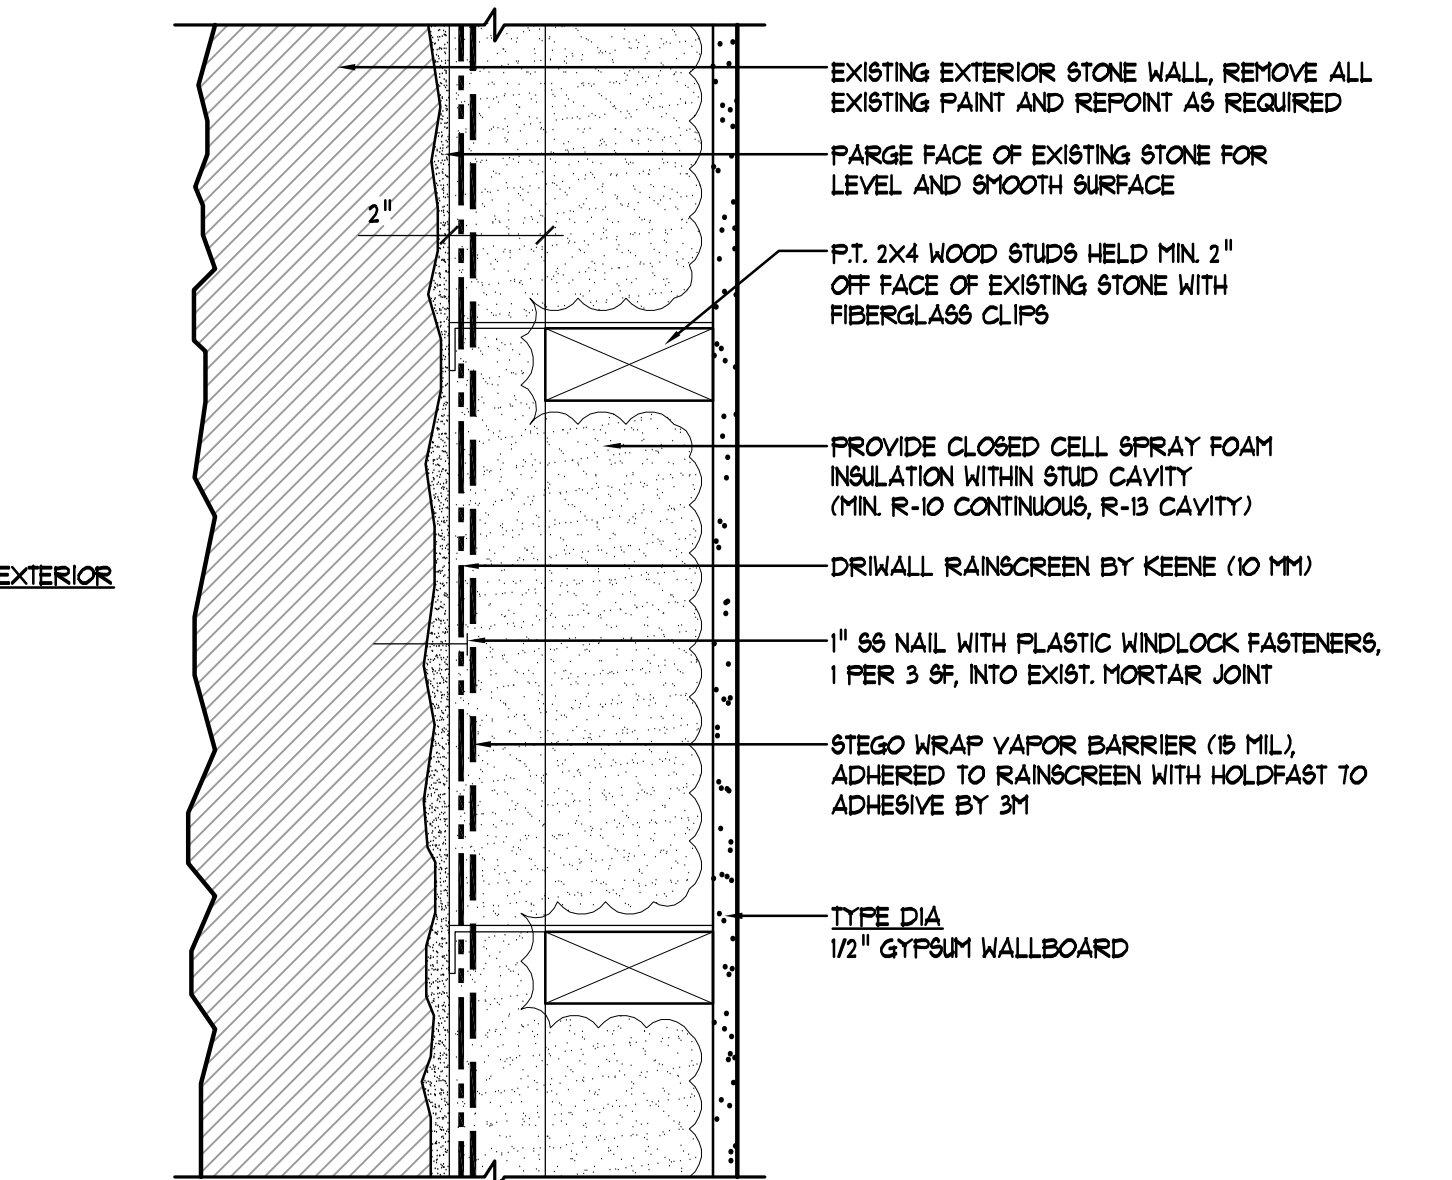 EXISTING EXTERIOR STONE WALL, REMOVE ALL
EXISTING PAINT AND REPOINT AS REQUIRED
PARGE FACE OF EXISTING STONE FOR
LEVEL AND SMOOTH SURFACE
2"
P.T. 2X4 WOOD STUDS HELD MIN. 2"
OFF FACE OF EXISTING STONE WITH
FIBERGLASS CLIPS
PROVIDE CLOSED CELL SPRAY FOAM
INSULATION WITHIN STUD CAVITY
(MIN. R-10 CONTINUOUS, R-13 CAVITY)
DRIWALL RAINSCREEN BY KEENE (10 MM)
EXTERIOR
1" SS NAIL WITH PLASTIC WINDLOCK FASTENERS,
1 PER 3 SF, INTO EXIST. MORTAR JOINT
STEGO WRAP VAPOR BARRIER (15 MIL),
ADHERED TO RAINSCREEN WITH HOLDFAST 70
ADHESIVE BY 3M
TYPE D1A
1/2" GYPSUM WALLBOARD